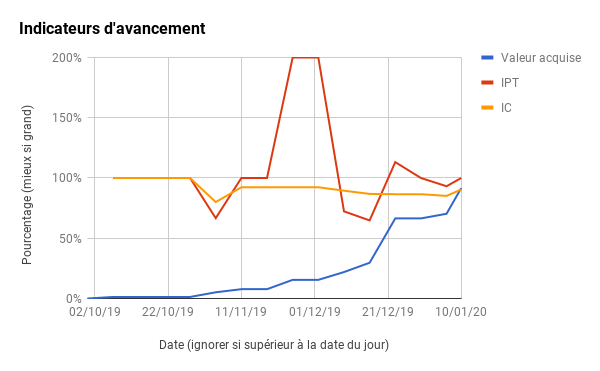 Indicateurs d'avancement
Pourcentage (mieux si grand)
200%
150%
100%
50%
0%
02/10/19
22/10/19
11/11/19
01/12/19
21/12/19
10/01/20
Date (ignorer si supérieur à la date du jour)
Valeur acquise
IPT
IC